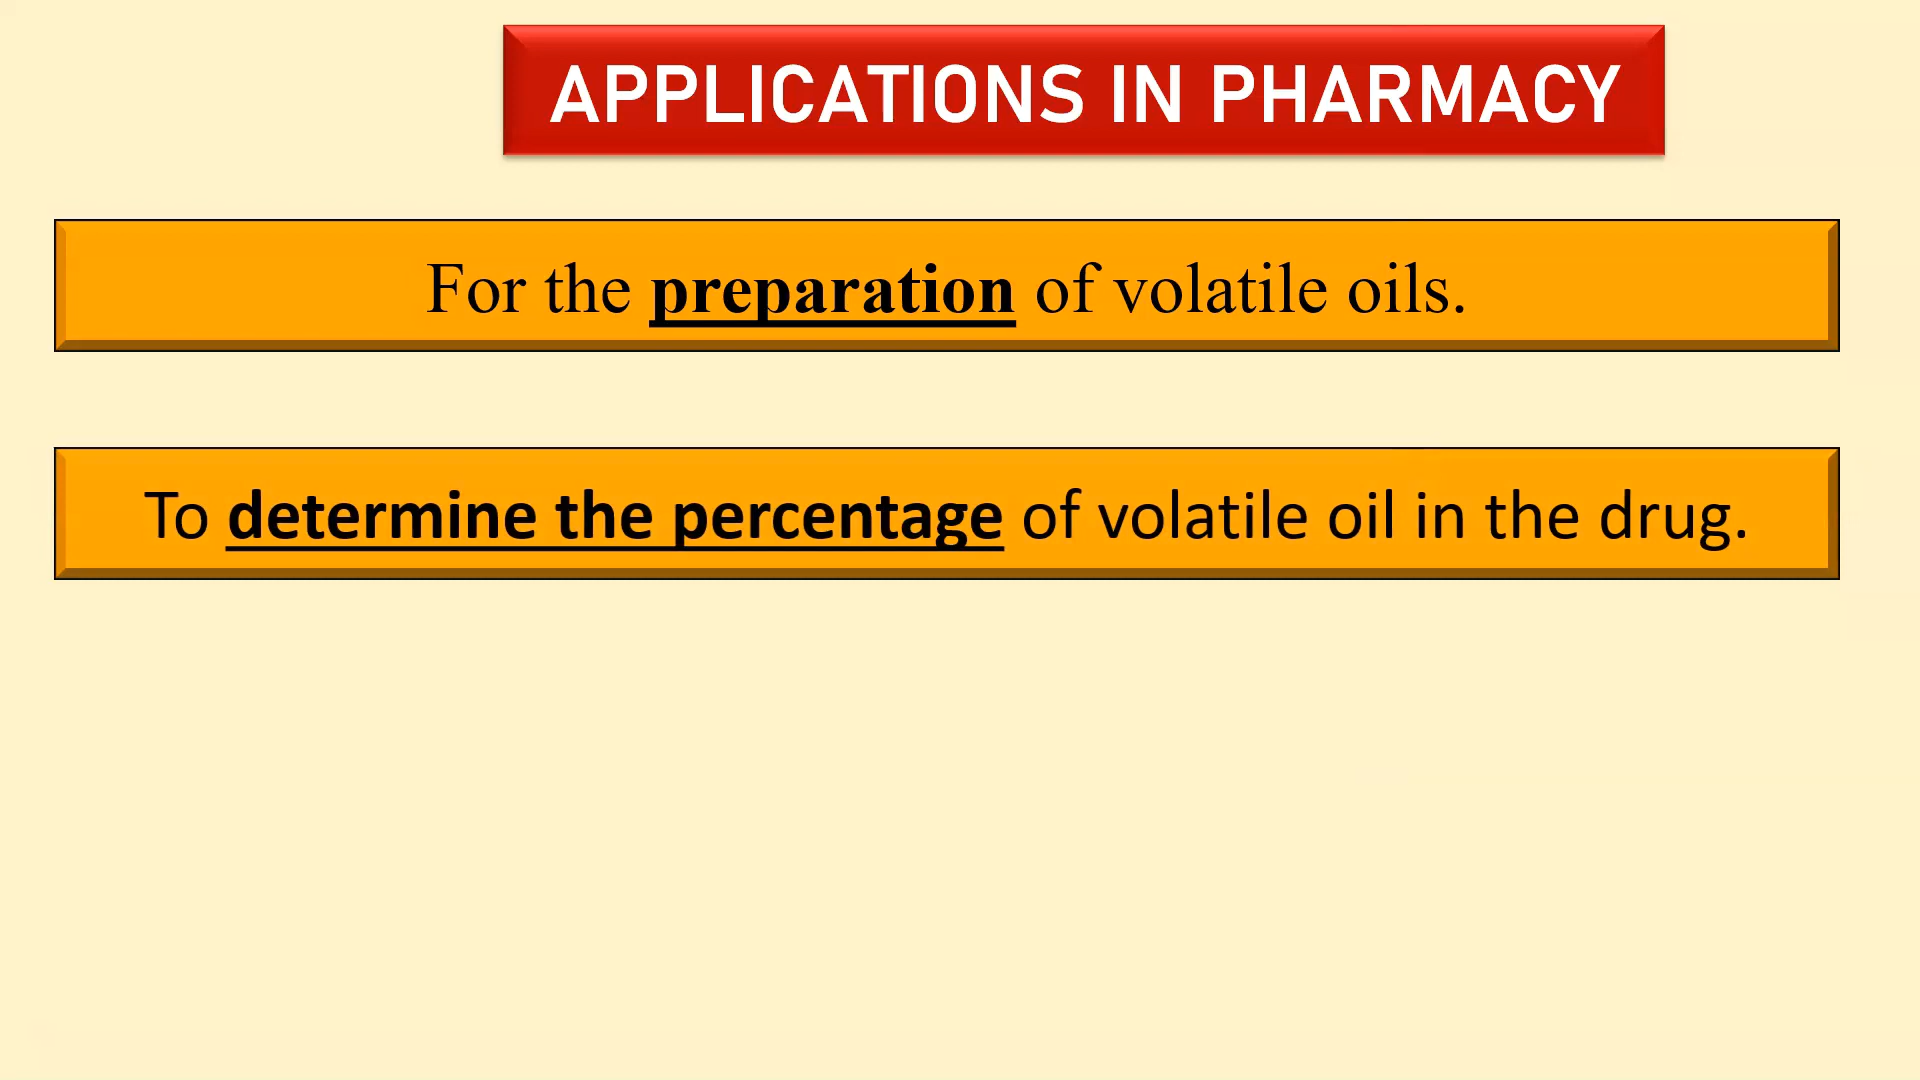 APPLICATIONS IN PHARMACY
For the preparation of volatile oils.
To determine the percentage of volatile oil in the drug.